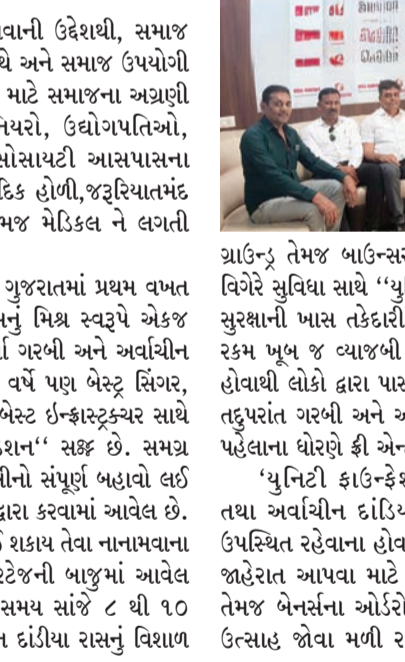 વાની ઉદ્દેશથી, સમાજ
થે અને સમાજ ઉપયોગી
માટે સમાજના અગ્રણી
નિયરો, ઉદ્યોગપતિઓ,
સોસાયટી આસપાસના
દિક હોળી,જરૂરિયાતમંદ
મજ મેડિકલ ને લગતી
ગુજરાતમાં પ્રથમ વખત
સનું મિશ્ર સ્વરૂપે એકજ
ગરબી અને અર્વાચીન
વર્ષે પણ બેસ્ટ્ર સિંગર,
બેસ્ટ ઇન્ફ્રાસ્ટ્રક્ચર સાથે
ડેશન“ સજ્જ છે. સમગ્ર
ીનો સંપૂર્ણ બહાવો લઈ
દ્વારા કરવામાં આવેલ છે.
શકાય તેવા નાનામવાના
સ્ટેજની બાજુમાં આવેલ
સમય સાંજે ૮ થી ૧૦
ન દાંડીયા રાસનું વિશાળ
ગ્રાઉન્ડ્ર તેમજ બાઉન્સર
વિગેરે સુવિધા સાથે “યુ
સુરક્ષાની ખાસ તકેદારી
રકમ ખૂબ જ વ્યાજબી
હોવાથી લોકો દ્વારા પાસ
તદુપરાંત ગરબી અને અ
પહેલાના ધોરણે ફ્રી એન
‘યુનિટી ફાઉન્ફેશ
તથા અર્વાચીન દાંડિય
ઉપસ્થિત રહેવાના હોવ
જાહેરાત આપવા માટે
તેમજ બેનર્સના ઓર્ડરો
ઉત્સાહ જોવા મળી ર